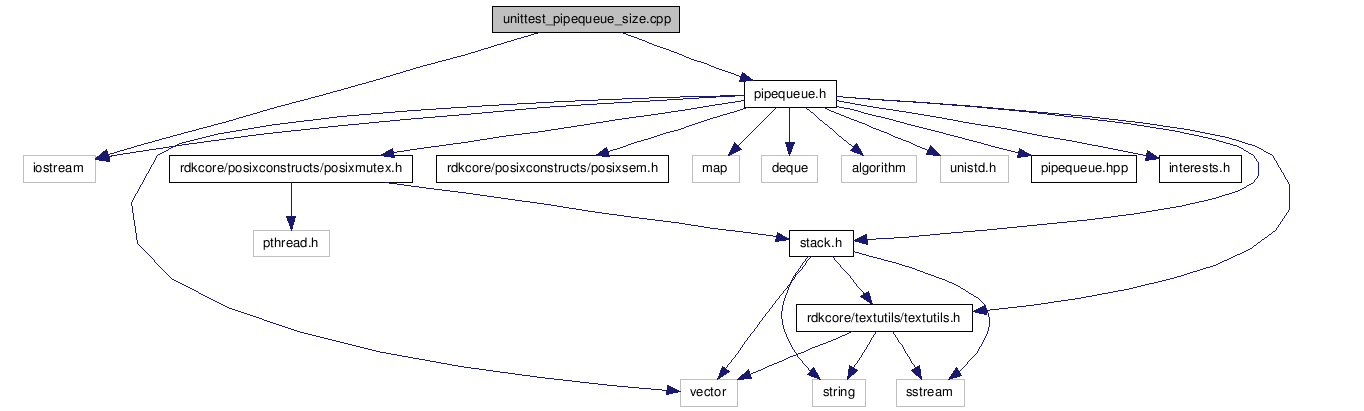 unittest_pipequeue_size.cpp
pipequeue.h
iostream
rdkcore/posixconstructs/posixmutex.h
rdkcore/posixconstructs/posixsem.h
map
deque
algorithm
unistd.h
pipequeue.hpp
interests.h
pthread.h
stack.h
rdkcore/textutils/textutils.h
vector
string
sstream